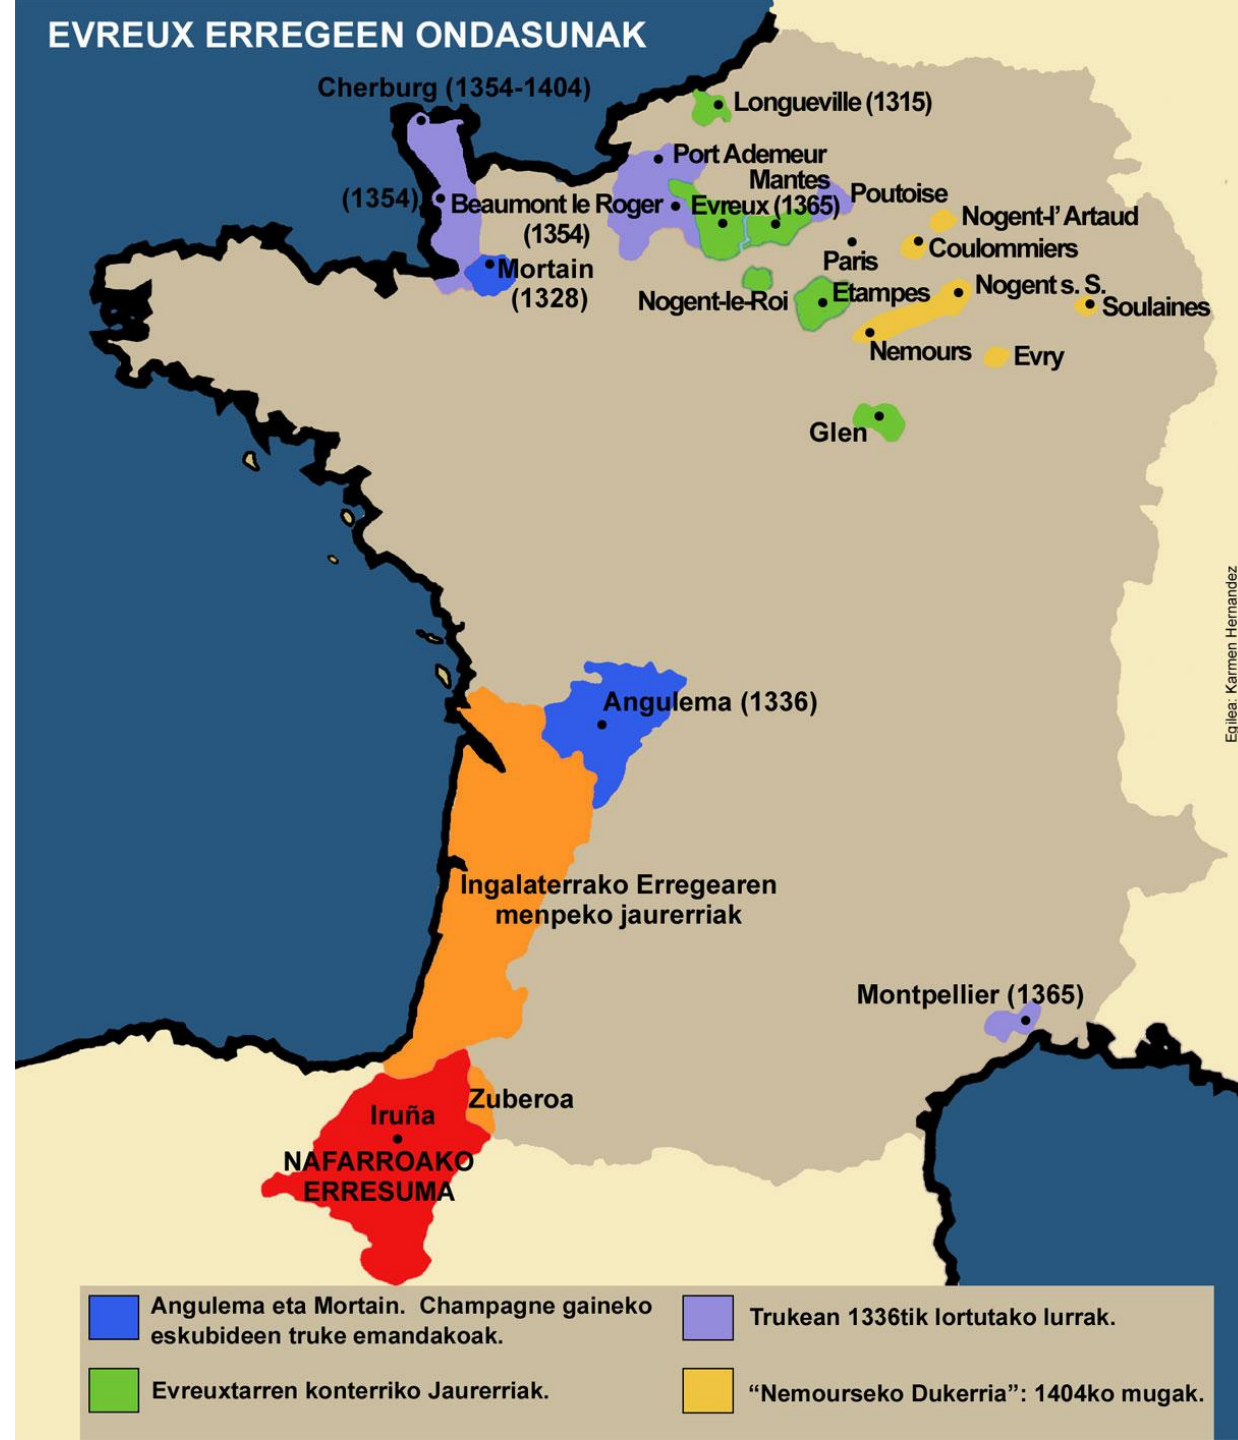 EVREUX ERREGEEN ONDASUNAK
Cherburg (1354-1404)
Longueville (1315)
Port Ademeur
Mantes
Poutoise
(1354)
Beaumont le Roger
(1354)
Evreux (1365)
Nogent-l' Artaud
Coulommiers
Paris
Mortain
(1328)
Nogent-le-Roi
Etampes
Nogent s. S.
Soulaines
Nemours
Evry
Glen
Egilea: Karmen Hernandez
Angulema (1336)
Ingalaterrako Erregearen
menpeko jaurerriak
Montpellier (1365)
Zuberoa
Iruña
NAFARROAKO
ERRESUMA
Angulema eta Mortain. Champagne gaineko
eskubideen truke emandakoak.
Trukean 1336tik lortutako lurrak.
Evreuxtarren konterriko Jaurerriak.
“Nemourseko Dukerria”: 1404ko mugak.